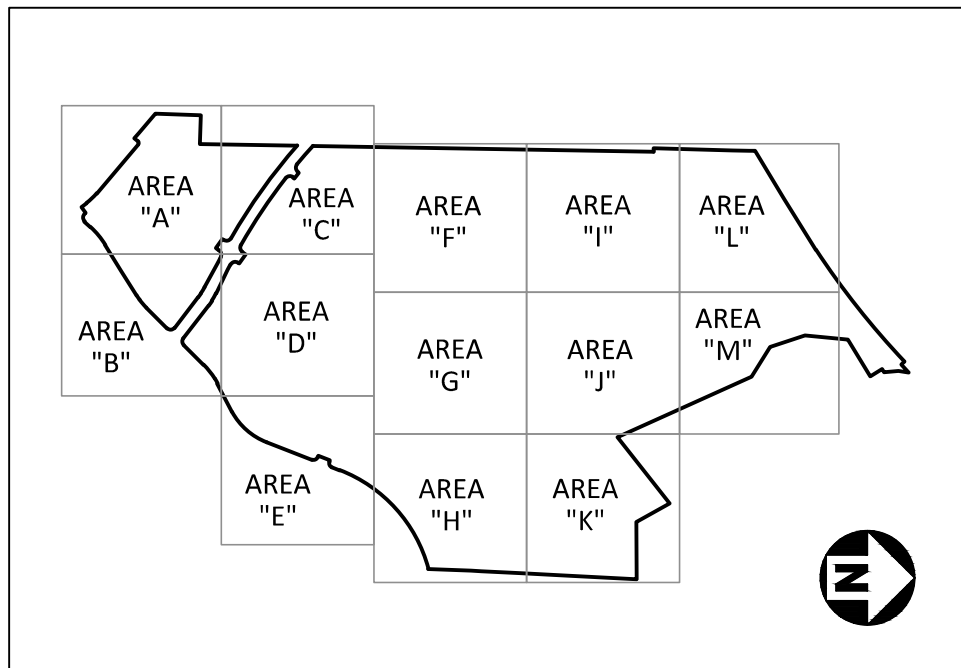 AREA
"A"
AREA
"C"
AREA
"F"
AREA
"I"
AREA
"L"
AREA
"B"
AREA
"D"
AREA
"G"
AREA
"J"
AREA
"M"
AREA
"E"
AREA
"H"
AREA
"K"
N